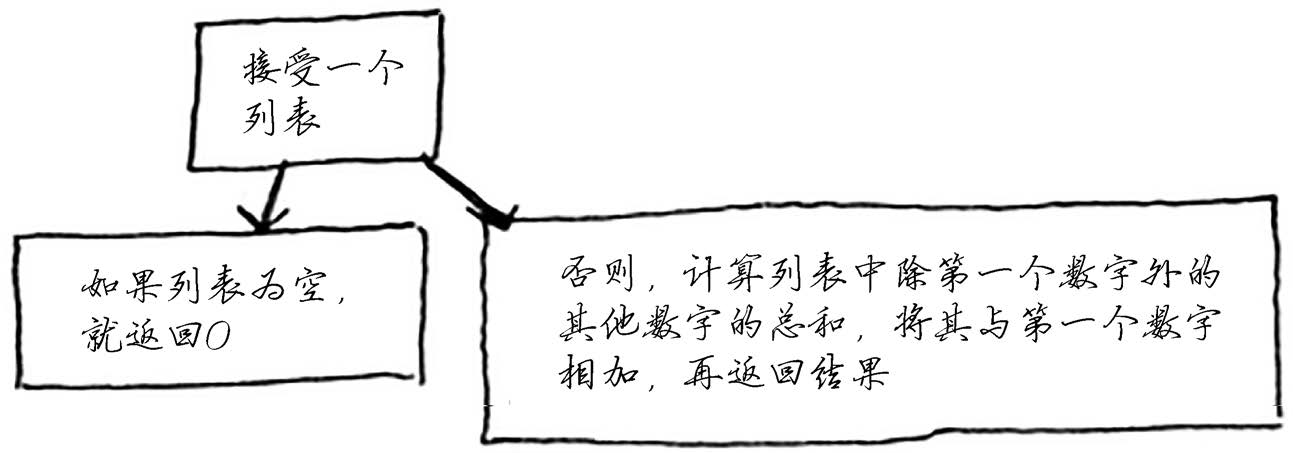 接受一个
列表
如果列表为空，
就返回0
否则，计算列表中除第一个数字外的
其他数字的总和，将其与第一个数字
相加，再返回结果